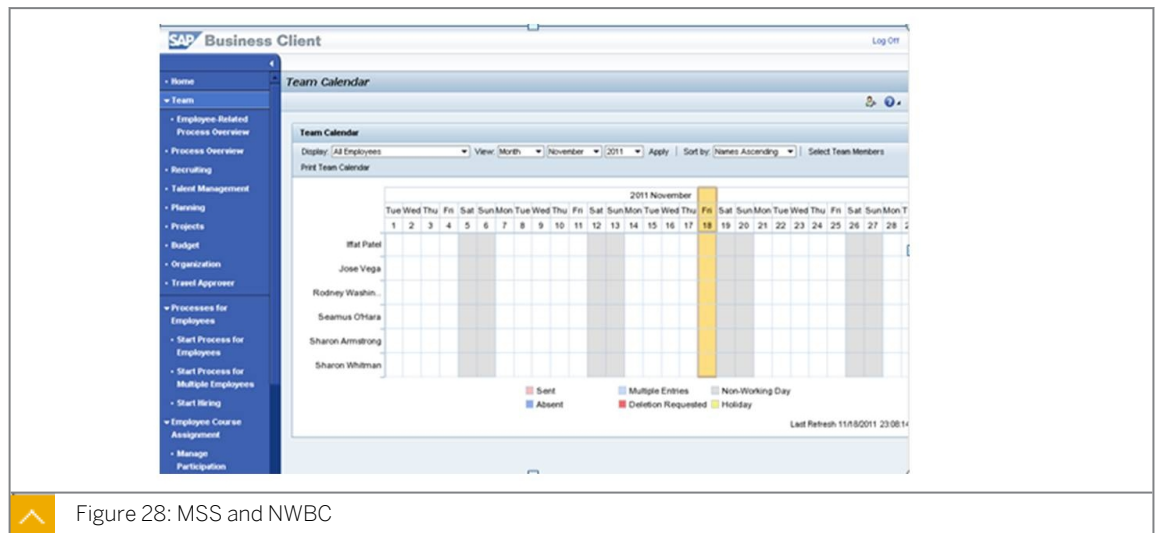 SAP Business Client
Log Off
Home
Team Calendar
Team
Employee-Related
Process Overview
Process Overview
Recruiting
Talent Management
Planning
Projects
Budget
Organization
Travel Approver
Processes for
Employees
Start Process for
Employees
Start Process for
Multiple Employees
Start Hiring
Employee Course
Assignment
Manage
Participation
Team Calendar
Display: All Employees View: Month November 2011 Apply Sort by: Names Ascending Select Team Members
Print Team Calendar
2011 November
Tue Wed Thu Fri Sat Sun Mon Tue Wed Thu Fri Sat Sun Mon Tue Wed Thu Fri Sat Sun Mon Tue Wed Thu Fri Sat Sun Mon T
1 2 3 4 5 6 7 8 9 10 11 12 13 14 15 16 17 18 19 20 21 22 23 24 25 26 27 28 2
Iffat Patel
Jose Vega
Rodney Washin...
Seamus O'Hara
Sharon Armstrong
Sharon Whitman
Sent Multiple Entries Non-Working Day
Absent Deletion Requested Holiday
Last Refresh 11/18/2011 23:08:14
Figure 28: MSS and NWBC